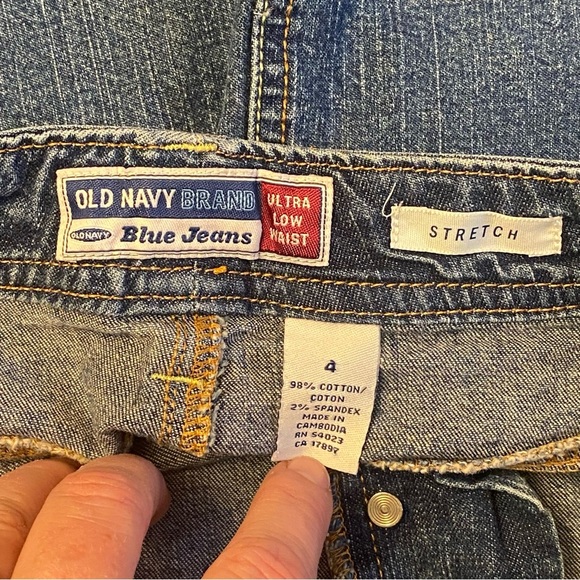 OLD NAVY BRAND
OLD NAVY Blue Jeans
ULTRA
LOW
WAIST
STRETCH
4
98% COTTON/
COTON
2% SPANDEX
MADE IN
CAMBODIA
RN 54023
CA 17897